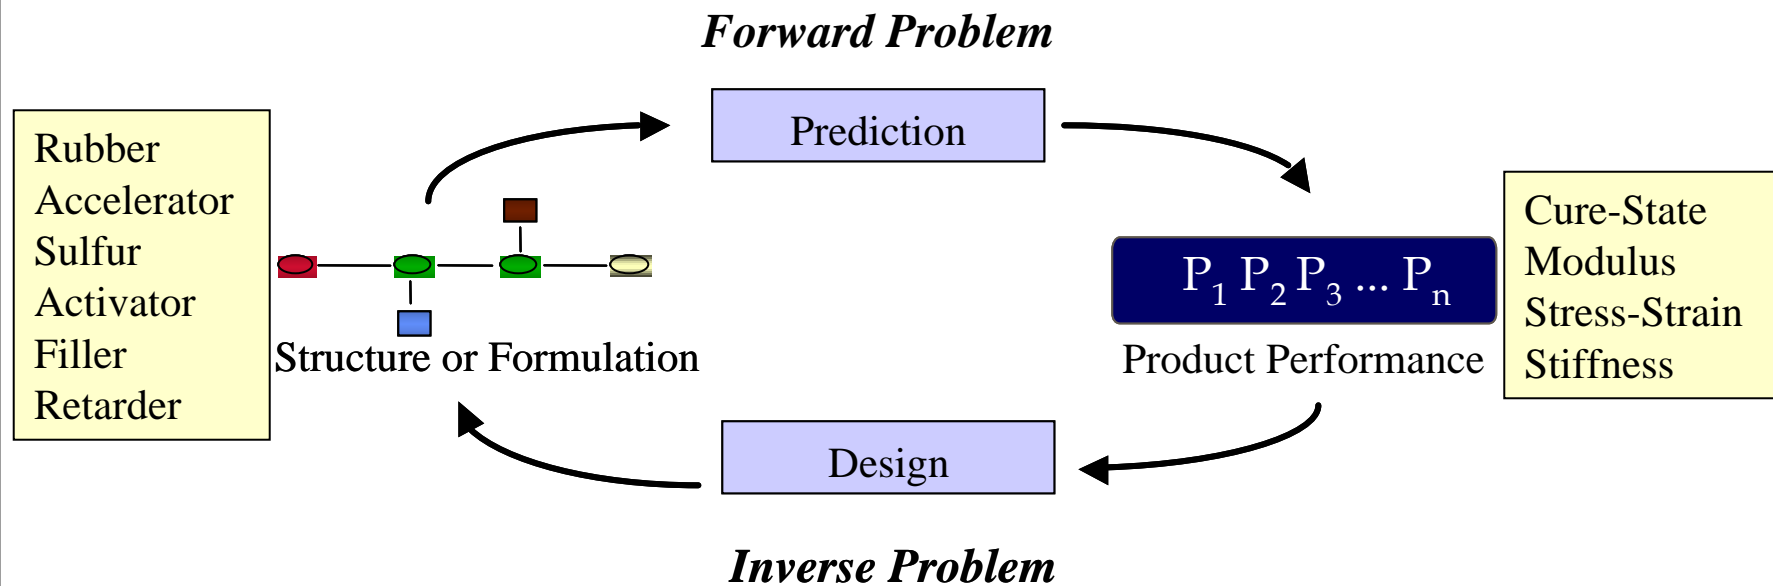 Forward Problem
Prediction
Rubber
Accelerator
Sulfur
Activator
Filler
Retarder
Structure or Formulation
P1 P2 P3 ... Pn
Product Performance
Cure-State
Modulus
Stress-Strain
Stiffness
Design
Inverse Problem